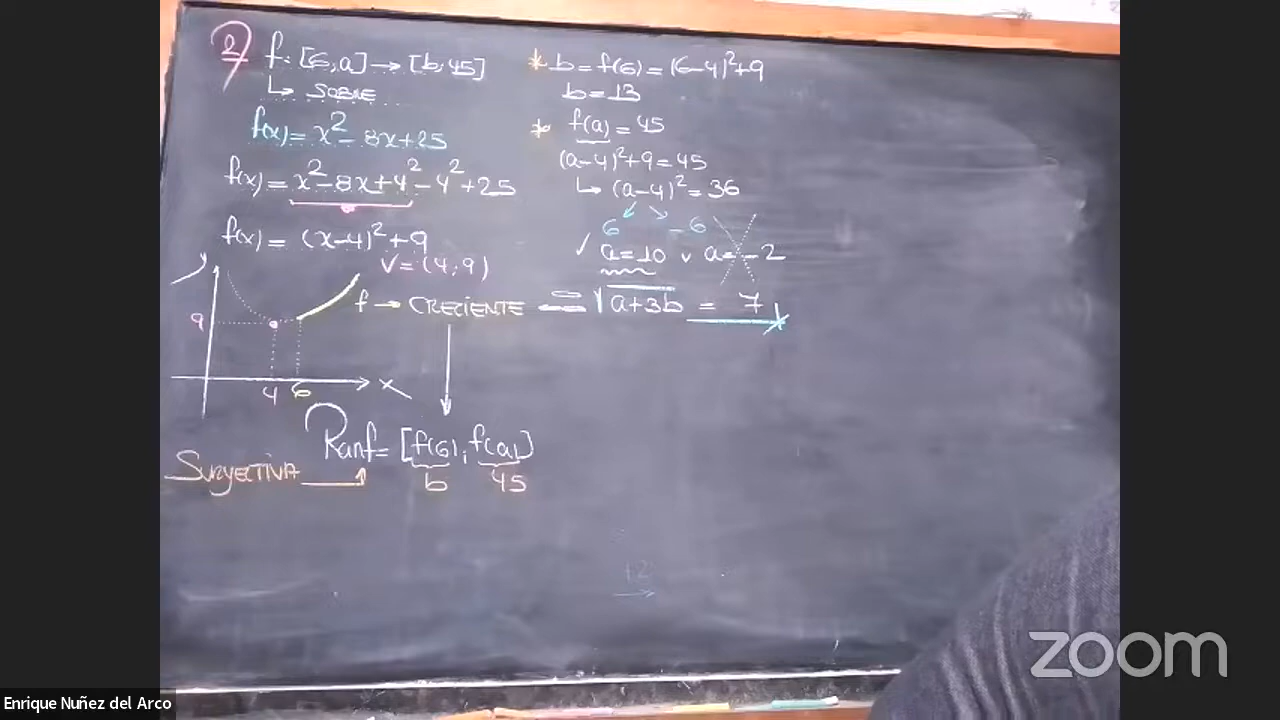 2)
f: [6,a] → [b,45]
↳ SOBRE
f(x) = x² - 8x+25
f(x) = x² - 8x + 4² - 4² + 25
f(x) = (x-4)² + 9
V = (4,9)
y
9
4 6
x
f → CRECIENTE
Ranf = [f(6), f(a)]
b 45
SURYECTIVA
* b = f(6) = (6-4)²+9
b = 13
* f(a) = 45
(a-4)²+9 = 45
↳ (a-4)² = 36
6 -6
✓ a=10 ∨ a=-2
√a+3b = 7
+2
→
zoom
Enrique Nuñez del Arco